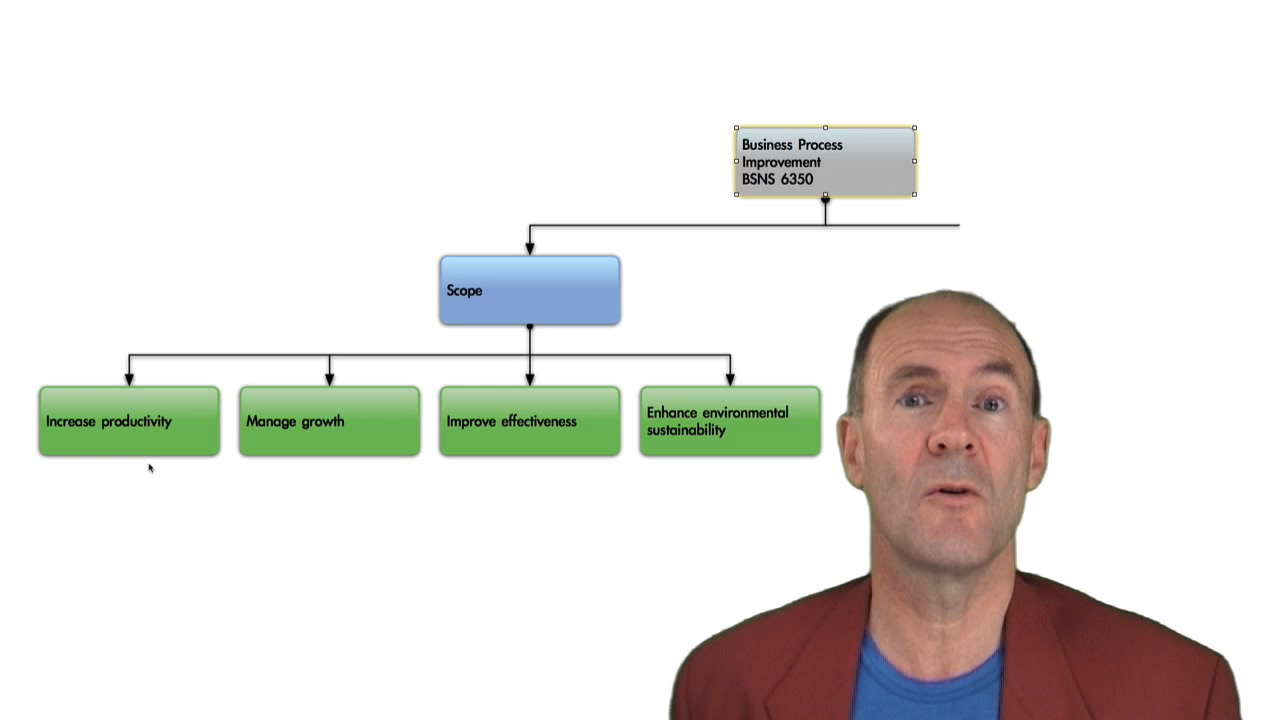 Business Process
Improvement
BSNS 6350
Scope
Increase productivity
Manage growth
Improve effectiveness
Enhance environmental
sustainability